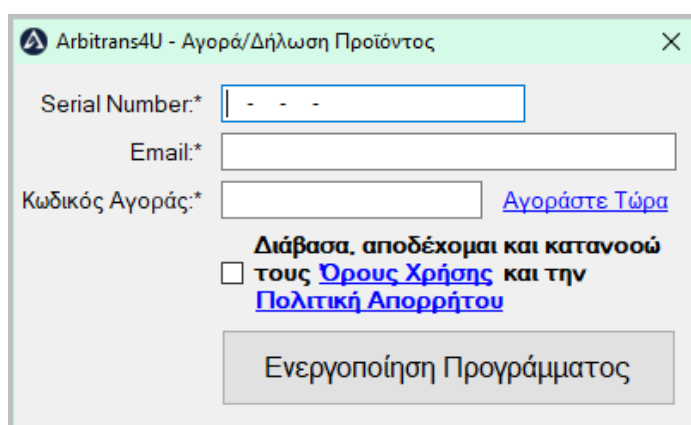 Arbitrans4U - Αγορά/Δήλωση Προϊόντος
Serial Number:* - - -
Email:*
Κωδικός Αγοράς:* Αγοράστε Τώρα
Διάβασα, αποδέχομαι και κατανοοώ
τους Όρους Χρήσης και την
Πολιτική Απορρήτου
Ενεργοποίηση Προγράμματος